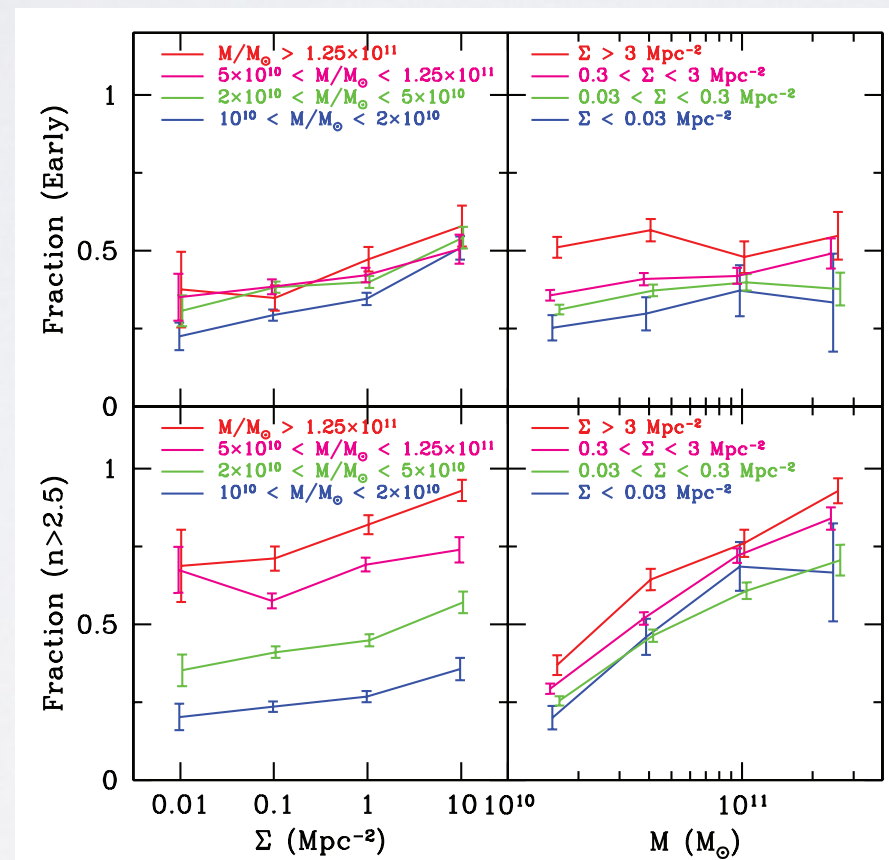 M/M☉ > 1.25×10¹¹
5×10¹⁰ < M/M☉ < 1.25×10¹¹
2×10¹⁰ < M/M☉ < 5×10¹⁰
10¹⁰ < M/M☉ < 2×10¹⁰
Σ > 3 Mpc⁻²
0.3 < Σ < 3 Mpc⁻²
0.03 < Σ < 0.3 Mpc⁻²
Σ < 0.03 Mpc⁻²
1
0.5
0
Fraction (Early)
M/M☉ > 1.25×10¹¹
5×10¹⁰ < M/M☉ < 1.25×10¹¹
2×10¹⁰ < M/M☉ < 5×10¹⁰
10¹⁰ < M/M☉ < 2×10¹⁰
Σ > 3 Mpc⁻²
0.3 < Σ < 3 Mpc⁻²
0.03 < Σ < 0.3 Mpc⁻²
Σ < 0.03 Mpc⁻²
1
0.5
0
Fraction (n>2.5)
0.01 0.1 1 10 10¹⁰ 10¹¹
Σ (Mpc⁻²) M (M☉)